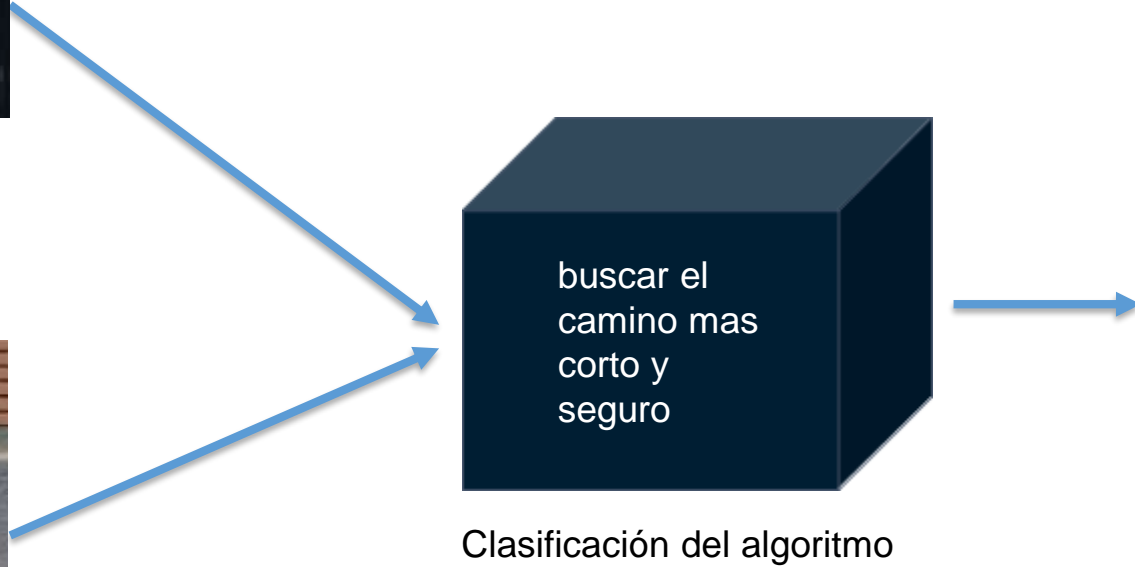 buscar el
camino mas
corto y
seguro
Clasificación del algoritmo